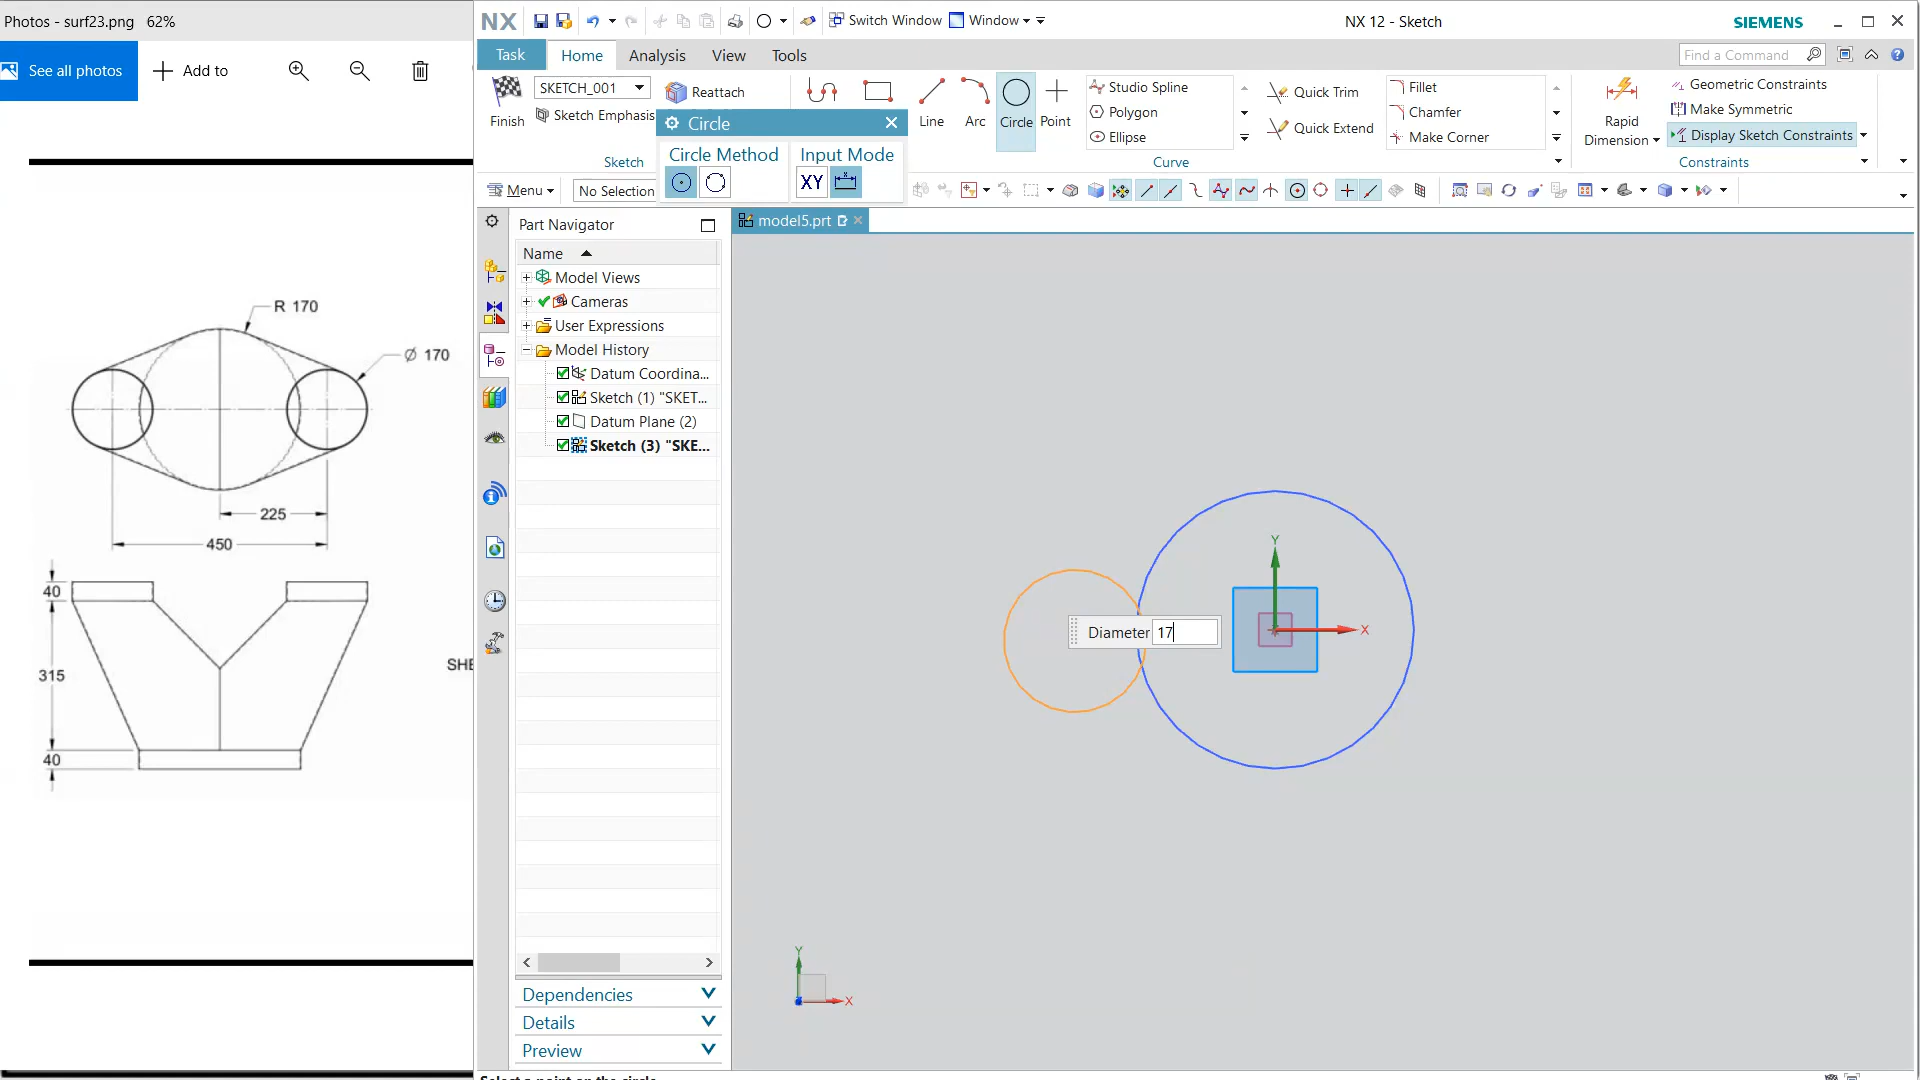 Photos - surf23.png 62%
See all photos
Add to
R 170
Ø 170
225
450
40
315
40
SHE
NX
Switch Window
Window
NX 12 - Sketch
SIEMENS
Task
Home
Analysis
View
Tools
Find a Command
Finish
SKETCH_001
Reattach
Sketch Emphasis
Sketch
Circle
Circle Method
Input Mode
XY
Line
Arc
Circle
Point
Studio Spline
Polygon
Ellipse
Curve
Quick Trim
Quick Extend
Fillet
Chamfer
Make Corner
Rapid
Dimension
Geometric Constraints
Make Symmetric
Display Sketch Constraints
Constraints
Menu
No Selection
Part Navigator
model5.prt
Name
Model Views
Cameras
User Expressions
Model History
Datum Coordina...
Sketch (1) "SKET...
Datum Plane (2)
Sketch (3) "SKE...
Dependencies
Details
Preview
Y
X
Diameter 17
Y
X
Select a point on the circle